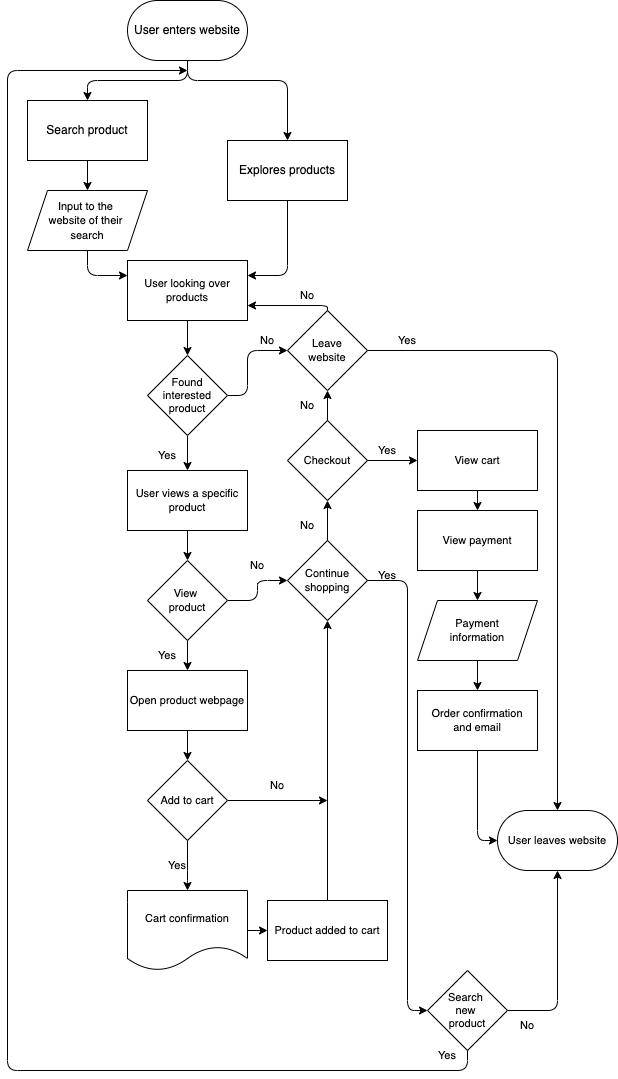 User enters website
Search product
Explores products
Input to the
website of their
search
User looking over
products
No
Leave
website
Yes
No
Found
interested
product
No
Yes
Checkout
Yes
View cart
User views a specific
product
No
View payment
View
product
No
Continue
shopping
Yes
Payment
information
Yes
Open product webpage
Order confirmation
and email
Add to cart
No
User leaves website
Yes
Cart confirmation
Product added to cart
Search
new
product
No
Yes